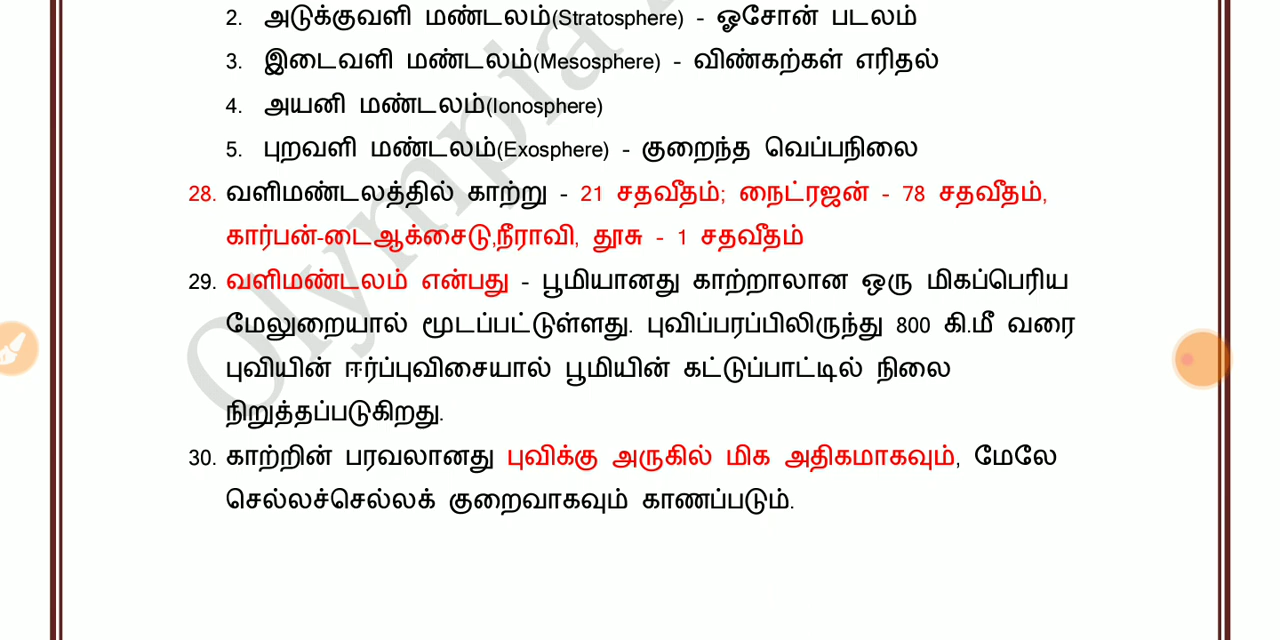 2. அடுக்குவளி மண்டலம்(Stratosphere) - ஓசோன் படலம்
3. இடைவளி மண்டலம்(Mesosphere) - விண்கற்கள் எரிதல்
4. அயனி மண்டலம்(Ionosphere)
5. புறவளி மண்டலம்(Exosphere) - குறைந்த வெப்பநிலை
28. வளிமண்டலத்தில் காற்று - 21 சதவீதம்; நைட்ரஜன் - 78 சதவீதம்,
கார்பன்-டைஆக்சைடு,நீராவி, தூசு - 1 சதவீதம்
29. வளிமண்டலம் என்பது - பூமியானது காற்றாலான ஒரு மிகப்பெரிய
மேலுறையால் மூடப்பட்டுள்ளது. புவிப்பரப்பிலிருந்து 800 கி.மீ வரை
புவியின் ஈர்ப்புவிசையால் பூமியின் கட்டுப்பாட்டில் நிலை
நிறுத்தப்படுகிறது.
30. காற்றின் பரவலானது புவிக்கு அருகில் மிக அதிகமாகவும், மேலே
செல்லச்செல்லக் குறைவாகவும் காணப்படும்.
Olympia